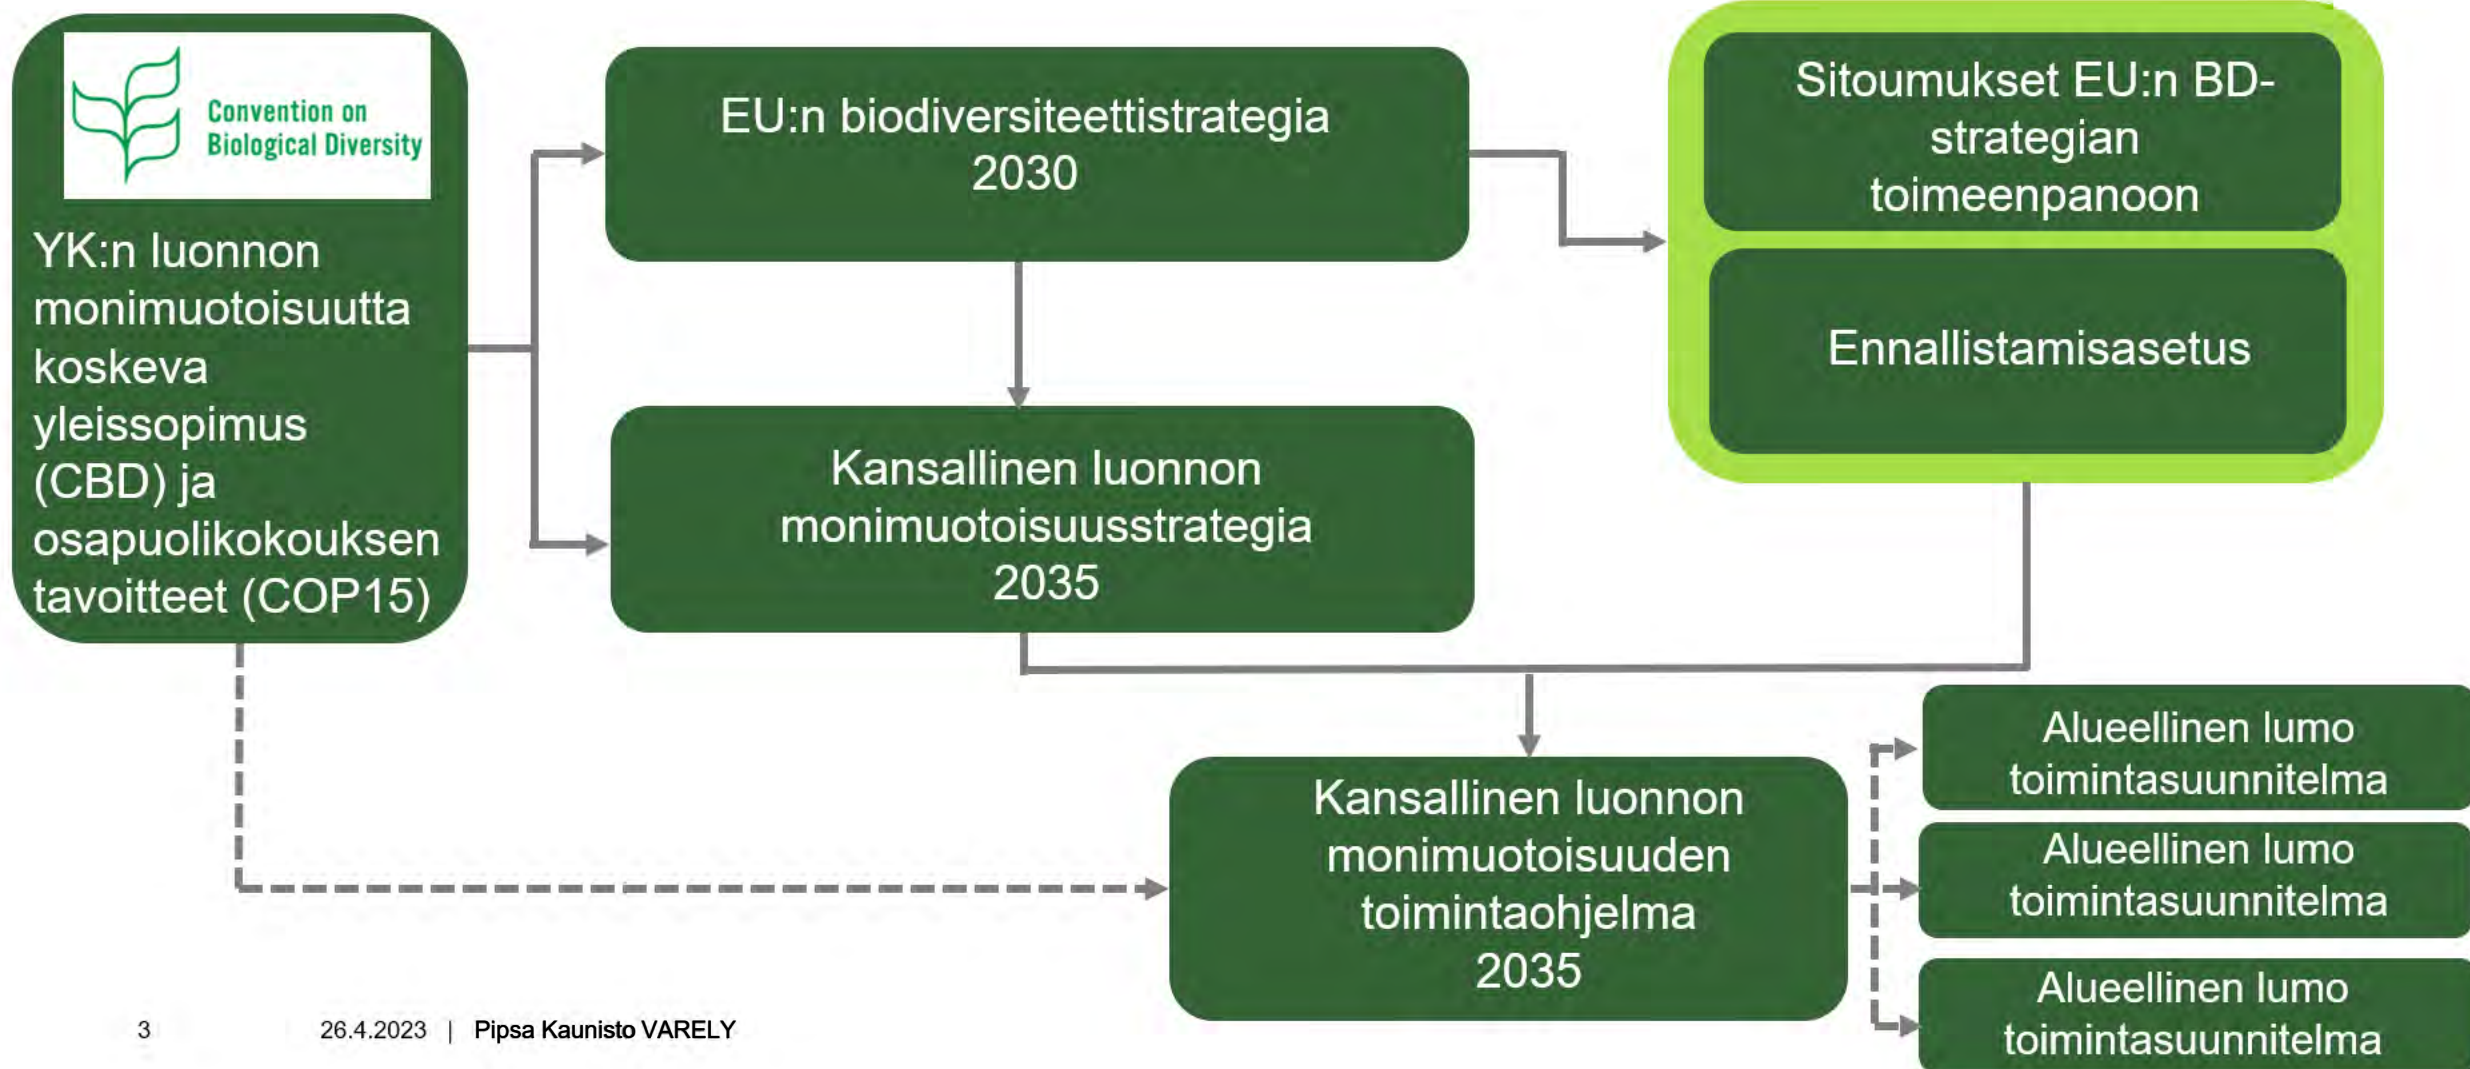 Convention on
Biological Diversity
YK:n luonnon
monimuotoisuutta
koskeva
yleissopimus
(CBD) ja
osapuolikokouksen
tavoitteet (COP15)
EU:n biodiversiteettistrategia
2030
Sitoumukset EU:n BD-
strategian
toimeenpanoon
Ennallistamisasetus
Kansallinen luonnon
monimuotoisuusstrategia
2035
Kansallinen luonnon
monimuotoisuuden
toimintaohjelma
2035
Alueellinen lumo
toimintasuunnitelma
Alueellinen lumo
toimintasuunnitelma
Alueellinen lumo
toimintasuunnitelma
3 26.4.2023 | Pipsa Kaunisto VARELY